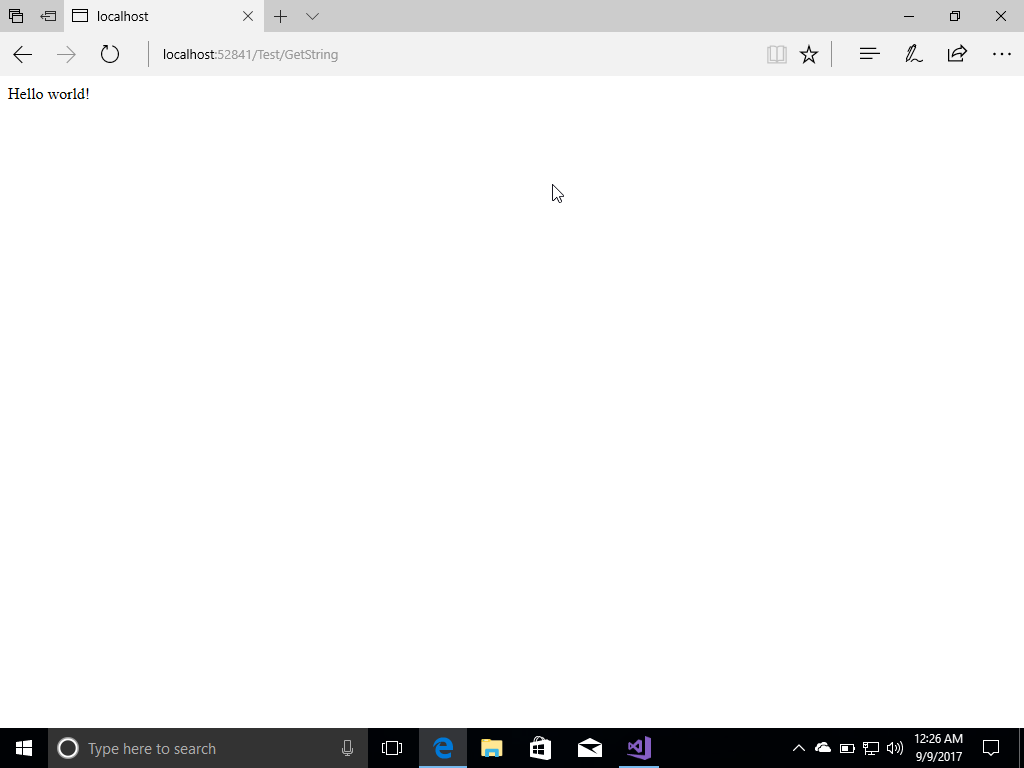 localhost
localhost:52841/Test/GetString
Hello world!
Type here to search
12:26 AM
9/9/2017